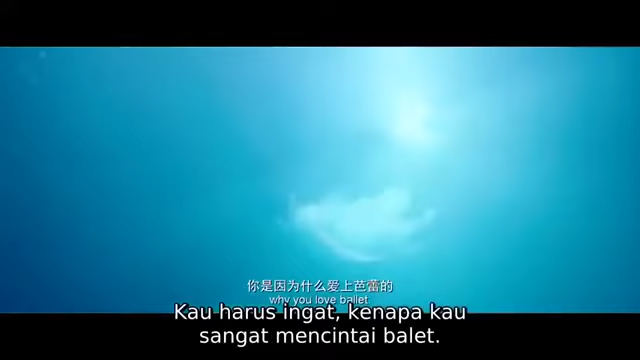 你是因为什么爱上芭蕾的
why you love ballet
Kau harus ingat, kenapa kau
sangat mencintai balet.